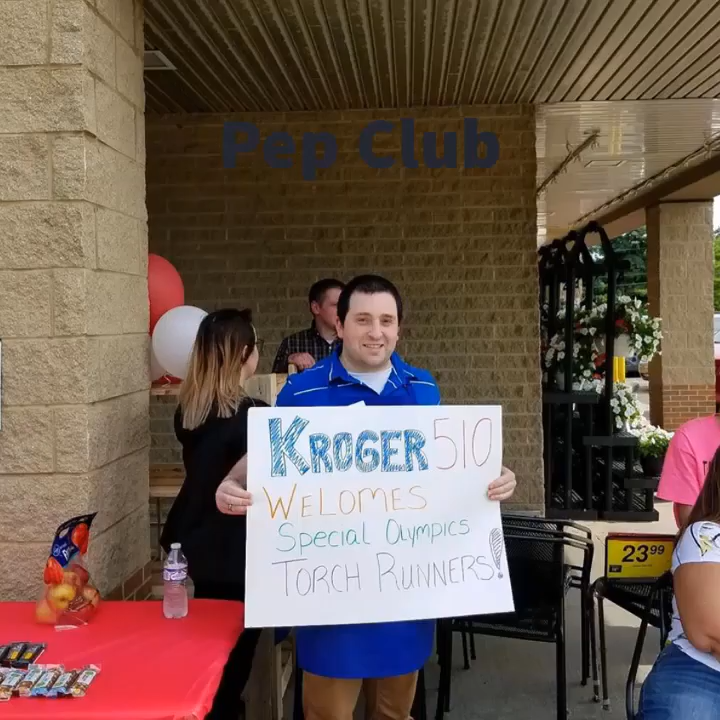 Pep Club
KROGER 510
WELOMES
Special Olympics
TORCH RUNNERS!
23.99